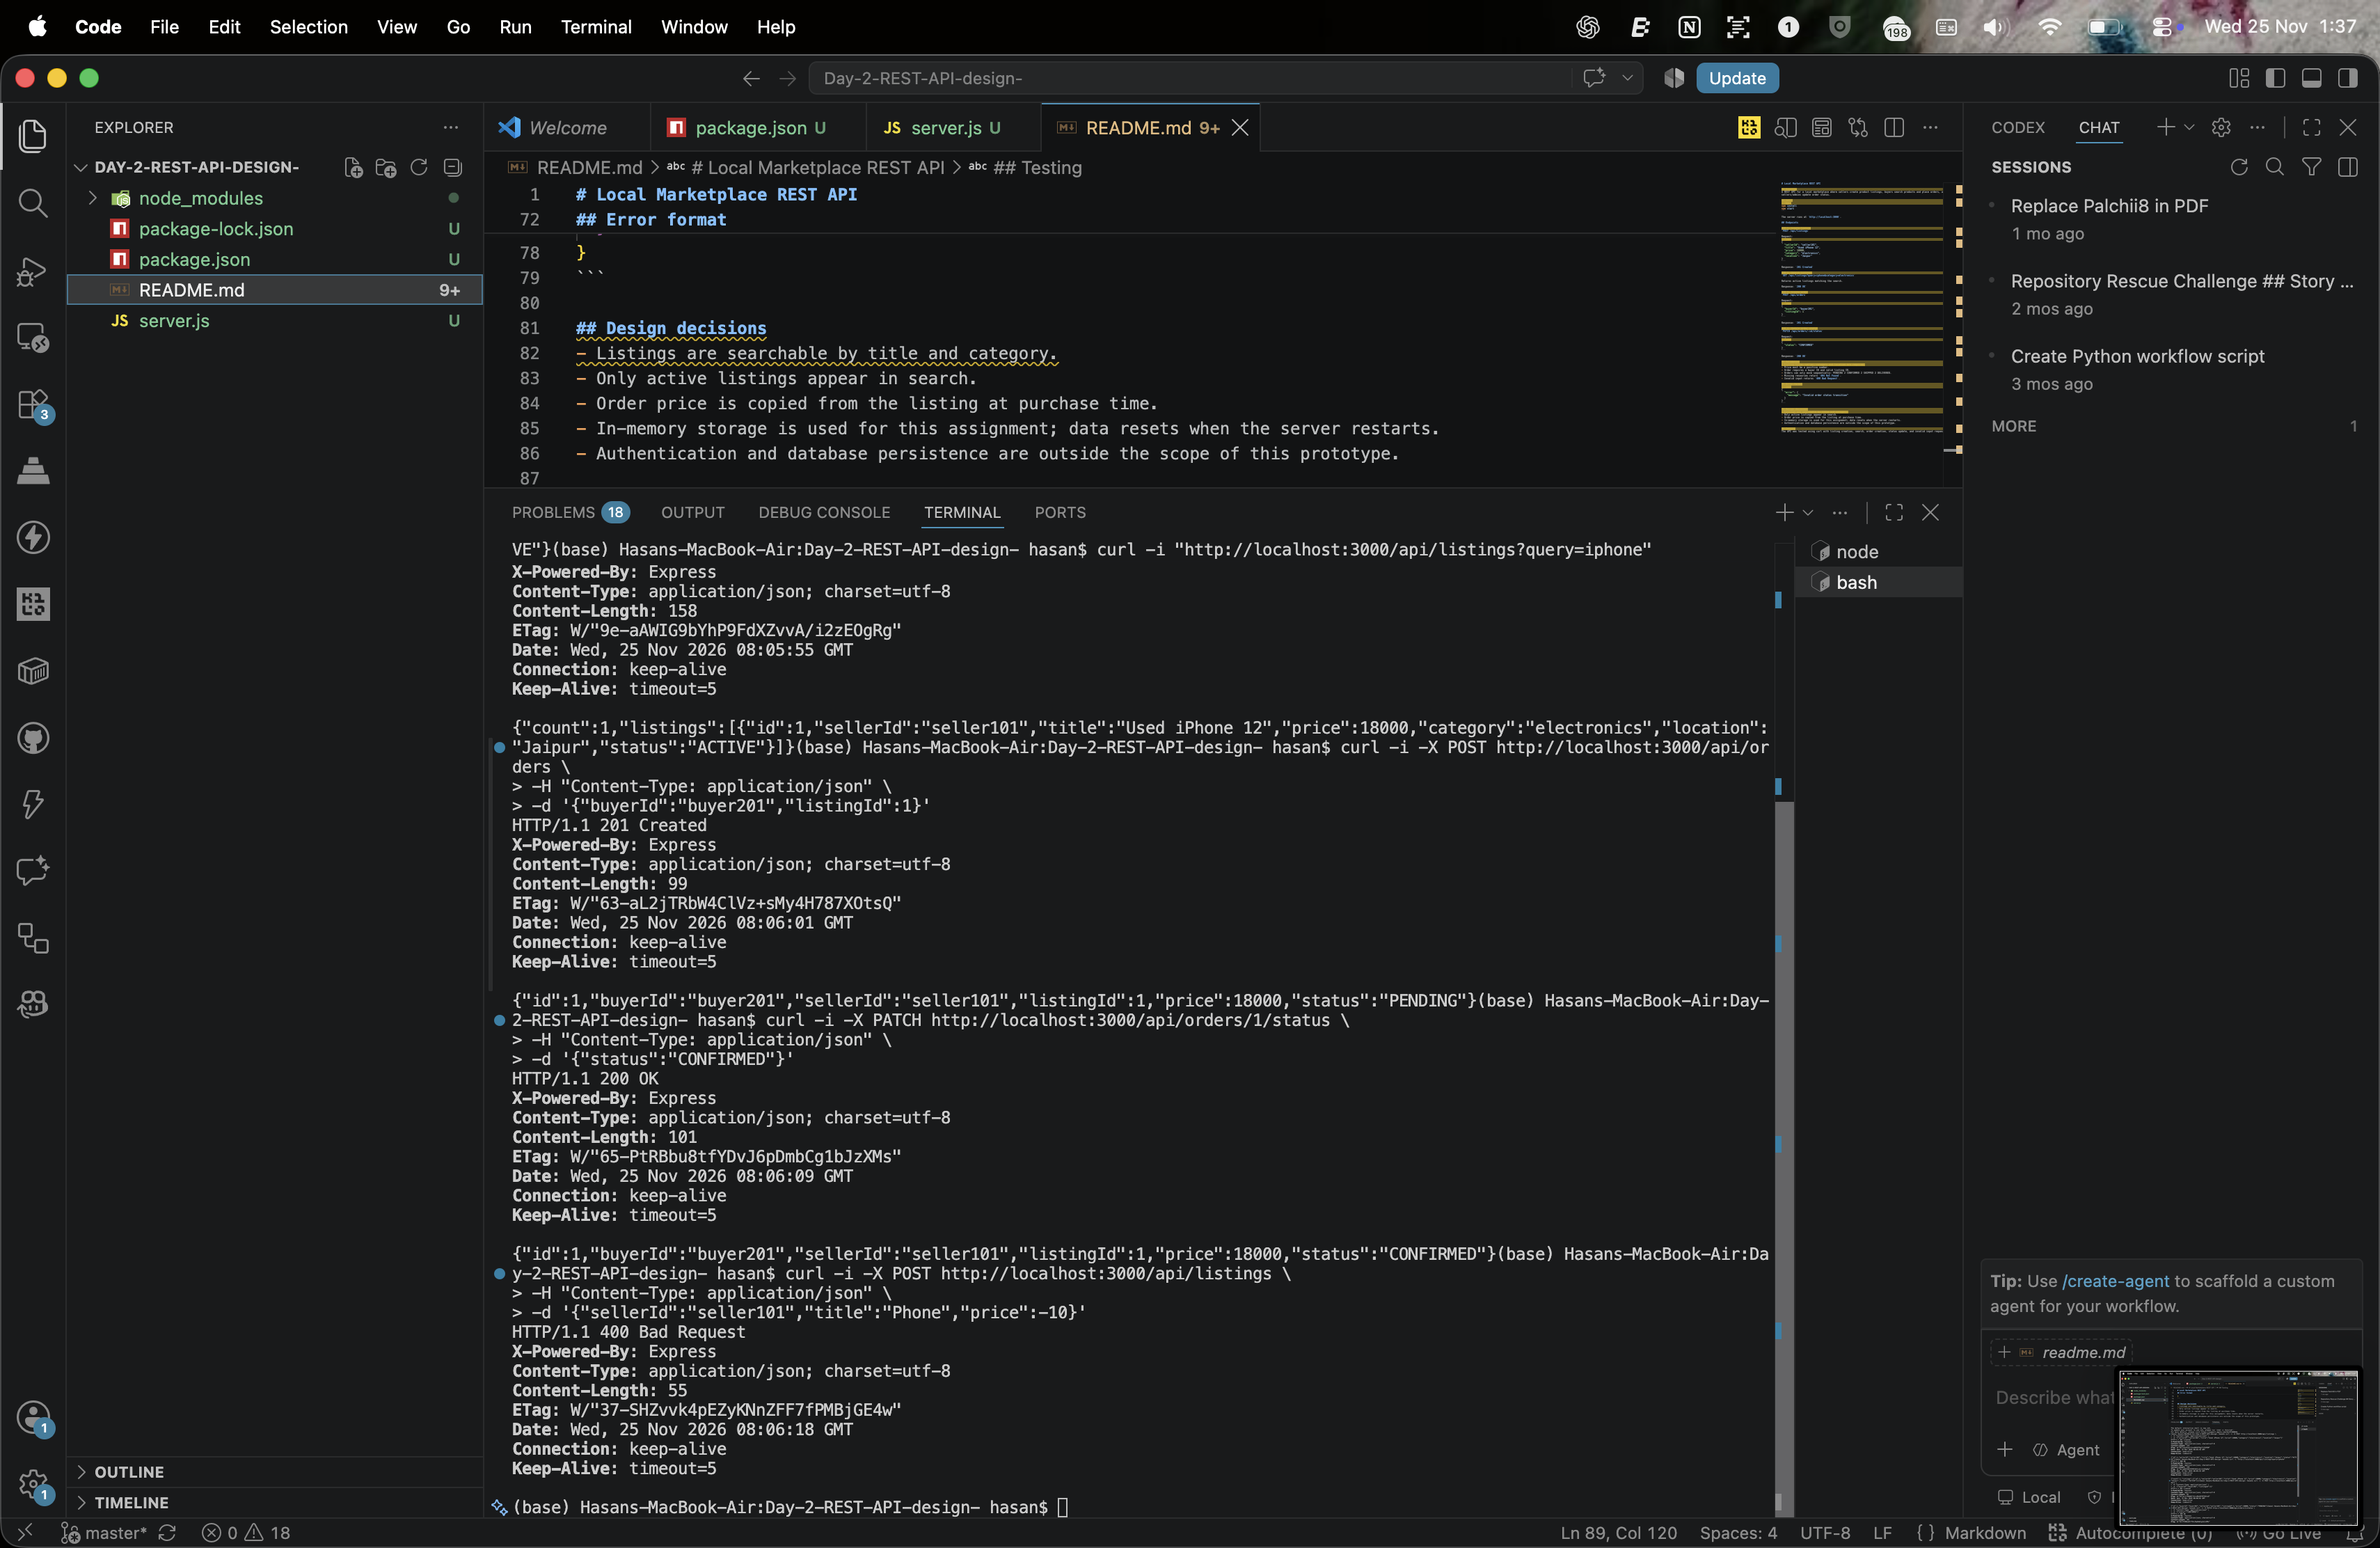 Code File Edit Selection View Go Run Terminal Window Help
1
198
Wed 25 Nov 1:37
Day-2-REST-API-design-
Update
EXPLORER
DAY-2-REST-API-DESIGN-
node_modules
package-lock.json U
package.json U
README.md 9+
JS server.js U
3
1
1
OUTLINE
TIMELINE
Welcome
package.json U
JS server.js U
README.md 9+
README.md > abc # Local Marketplace REST API > abc ## Testing
1 # Local Marketplace REST API
72 ## Error format
78 }
79 ```
80
81 ## Design decisions
82 - Listings are searchable by title and category.
83 - Only active listings appear in search.
84 - Order price is copied from the listing at purchase time.
85 - In-memory storage is used for this assignment; data resets when the server restarts.
86 - Authentication and database persistence are outside the scope of this prototype.
87
PROBLEMS 18 OUTPUT DEBUG CONSOLE TERMINAL PORTS
VE"}(base) Hasans-MacBook-Air:Day-2-REST-API-design- hasan$ curl -i "http://localhost:3000/api/listings?query=iphone"
X-Powered-By: Express
Content-Type: application/json; charset=utf-8
Content-Length: 158
ETag: W/"9e-aAWIG9bYhP9FdXZvvA/i2zEOgRg"
Date: Wed, 25 Nov 2026 08:05:55 GMT
Connection: keep-alive
Keep-Alive: timeout=5
{"count":1,"listings":[{"id":1,"sellerId":"seller101","title":"Used iPhone 12","price":18000,"category":"electronics","location":
"Jaipur","status":"ACTIVE"}]}(base) Hasans-MacBook-Air:Day-2-REST-API-design- hasan$ curl -i -X POST http://localhost:3000/api/or
ders \
> -H "Content-Type: application/json" \
> -d '{"buyerId":"buyer201","listingId":1}'
HTTP/1.1 201 Created
X-Powered-By: Express
Content-Type: application/json; charset=utf-8
Content-Length: 99
ETag: W/"63-aL2jTRbW4ClVz+sMy4H787XOtsQ"
Date: Wed, 25 Nov 2026 08:06:01 GMT
Connection: keep-alive
Keep-Alive: timeout=5
{"id":1,"buyerId":"buyer201","sellerId":"seller101","listingId":1,"price":18000,"status":"PENDING"}(base) Hasans-MacBook-Air:Day-
2-REST-API-design- hasan$ curl -i -X PATCH http://localhost:3000/api/orders/1/status \
> -H "Content-Type: application/json" \
> -d '{"status":"CONFIRMED"}'
HTTP/1.1 200 OK
X-Powered-By: Express
Content-Type: application/json; charset=utf-8
Content-Length: 101
ETag: W/"65-PtRBbu8tfYDvJ6pDmbCg1bJzXMs"
Date: Wed, 25 Nov 2026 08:06:09 GMT
Connection: keep-alive
Keep-Alive: timeout=5
{"id":1,"buyerId":"buyer201","sellerId":"seller101","listingId":1,"price":18000,"status":"CONFIRMED"}(base) Hasans-MacBook-Air:Da
y-2-REST-API-design- hasan$ curl -i -X POST http://localhost:3000/api/listings \
> -H "Content-Type: application/json" \
> -d '{"sellerId":"seller101","title":"Phone","price":-10}'
HTTP/1.1 400 Bad Request
X-Powered-By: Express
Content-Type: application/json; charset=utf-8
Content-Length: 55
ETag: W/"37-SHZvvk4pEZyKNnZFF7fPMBjGE4w"
Date: Wed, 25 Nov 2026 08:06:18 GMT
Connection: keep-alive
Keep-Alive: timeout=5
(base) Hasans-MacBook-Air:Day-2-REST-API-design- hasan$
node
bash
CODEX CHAT
SESSIONS
Replace Palchii8 in PDF
1 mo ago
Repository Rescue Challenge ## Story ...
2 mos ago
Create Python workflow script
3 mos ago
MORE 1
Tip: Use /create-agent to scaffold a custom
agent for your workflow.
readme.md
Describe what
Agent
Local
master* 0 18
Ln 89, Col 120 Spaces: 4 UTF-8 LF { } Markdown Autocomplete (0) Go Live